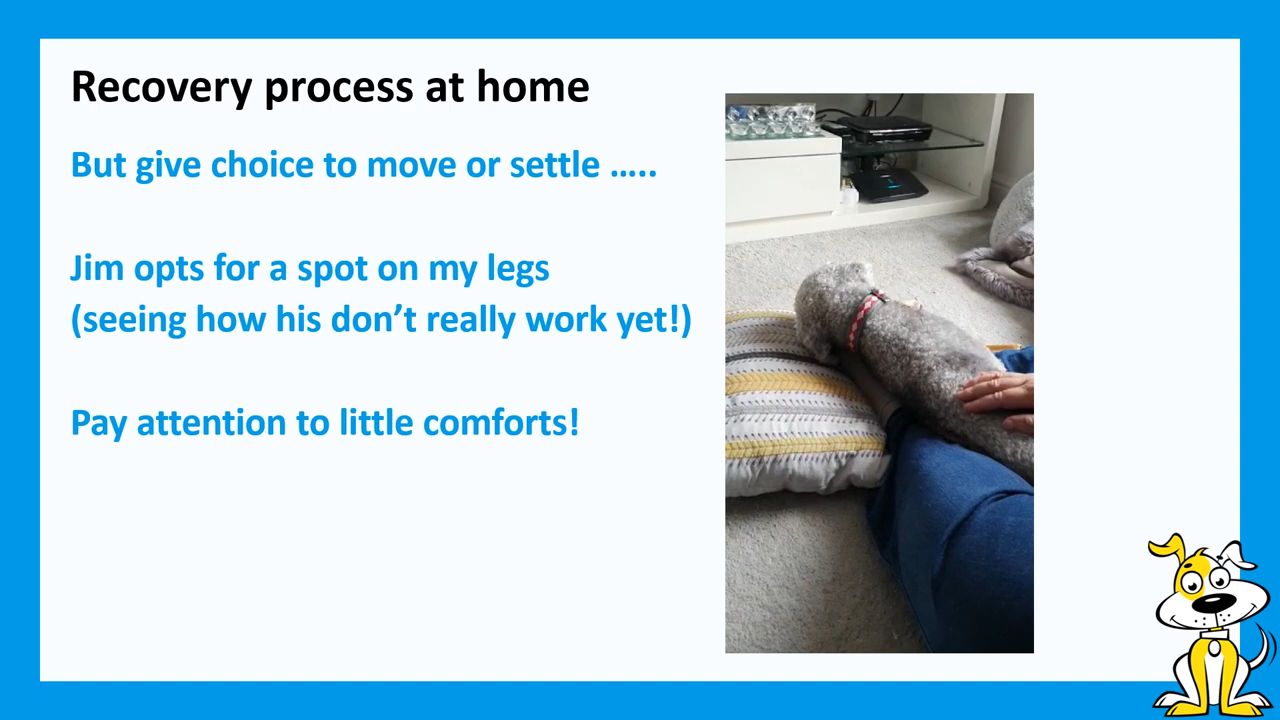 Recovery process at home
But give choice to move or settle …..
Jim opts for a spot on my legs
(seeing how his don’t really work yet!)
Pay attention to little comforts!